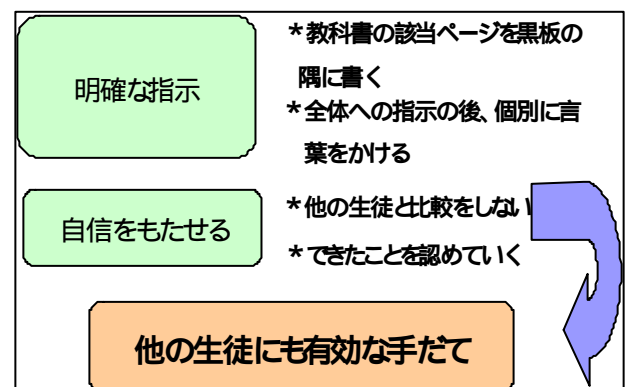 明確な指示
*教科書の該当ページを黒板の
隅に書く
*全体への指示の後、個別に言
葉をかける
自信をもたせる
*他の生徒と比較をしない
*できたことを認めていく
他の生徒にも有効な手だて